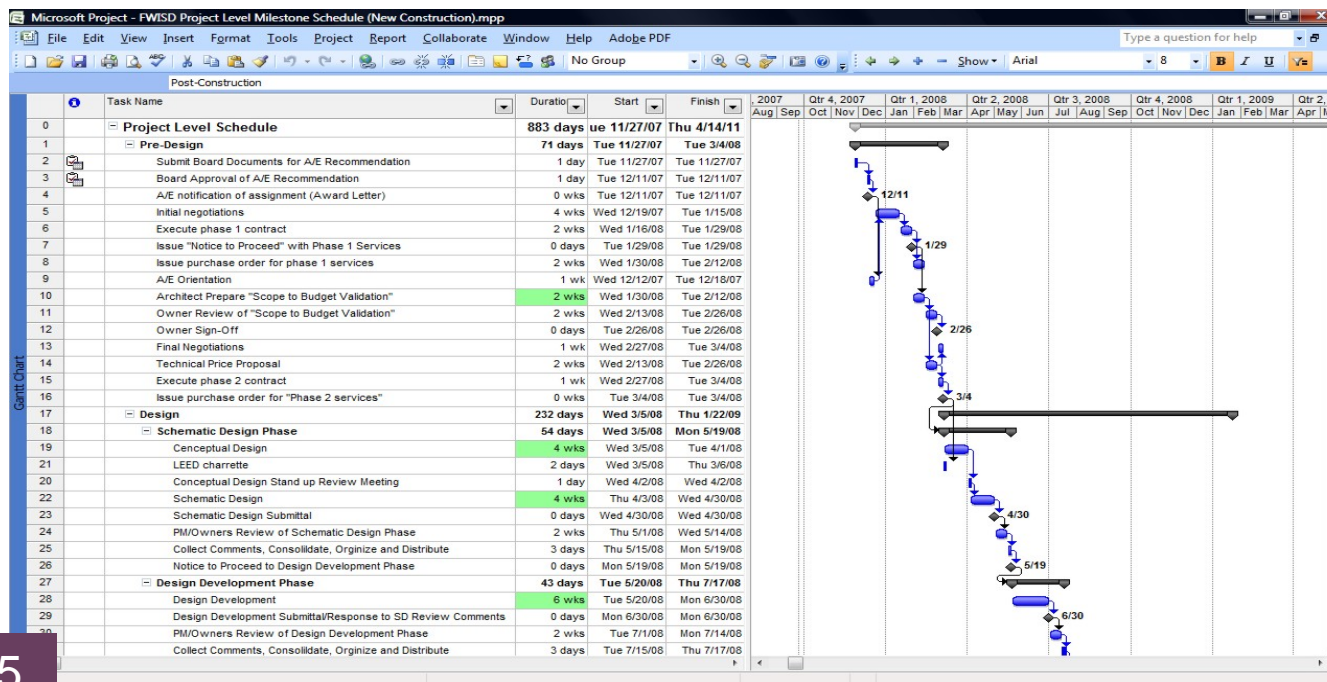 Microsoft Project - FWISD Project Level Milestone Schedule (New Construction).mpp
File Edit View Insert Format Tools Project Report Collaborate Window Help Adobe PDF Type a question for help
No Group Show Arial 8 B I U
Post-Construction
Task Name Duratio Start Finish , 2007 Qtr 4, 2007 Qtr 1, 2008 Qtr 2, 2008 Qtr 3, 2008 Qtr 4, 2008 Qtr 1, 2009 Qtr 2,
Aug Sep Oct Nov Dec Jan Feb Mar Apr May Jun Jul Aug Sep Oct Nov Dec Jan Feb Mar Apr
0 Project Level Schedule 883 days ue 11/27/07 Thu 4/14/11
1 Pre-Design 71 days Tue 11/27/07 Tue 3/4/08
2 Submit Board Documents for A/E Recommendation 1 day Tue 11/27/07 Tue 11/27/07
3 Board Approval of A/E Recommendation 1 day Tue 12/11/07 Tue 12/11/07
4 A/E notification of assignment (Award Letter) 0 wks Tue 12/11/07 Tue 12/11/07 12/11
5 Initial negotiations 4 wks Wed 12/19/07 Tue 1/15/08
6 Execute phase 1 contract 2 wks Wed 1/16/08 Tue 1/29/08
7 Issue "Notice to Proceed" with Phase 1 Services 0 days Tue 1/29/08 Tue 1/29/08 1/29
8 Issue purchase order for phase 1 services 2 wks Wed 1/30/08 Tue 2/12/08
9 A/E Orientation 1 wk Wed 12/12/07 Tue 12/18/07
10 Architect Prepare "Scope to Budget Validation" 2 wks Wed 1/30/08 Tue 2/12/08
11 Owner Review of "Scope to Budget Validation" 2 wks Wed 2/13/08 Tue 2/26/08
12 Owner Sign-Off 0 days Tue 2/26/08 Tue 2/26/08 2/26
13 Final Negotiations 1 wk Wed 2/27/08 Tue 3/4/08
14 Technical Price Proposal 2 wks Wed 2/13/08 Tue 2/26/08
15 Execute phase 2 contract 1 wk Wed 2/27/08 Tue 3/4/08
16 Issue purchase order for "Phase 2 services" 0 wks Tue 3/4/08 Tue 3/4/08 3/4
17 Design 232 days Wed 3/5/08 Thu 1/22/09
18 Schematic Design Phase 54 days Wed 3/5/08 Mon 5/19/08
19 Cenceptual Design 4 wks Wed 3/5/08 Tue 4/1/08
21 LEED charrette 2 days Wed 3/5/08 Thu 3/6/08
20 Conceptual Design Stand up Review Meeting 1 day Wed 4/2/08 Wed 4/2/08
22 Schematic Design 4 wks Thu 4/3/08 Wed 4/30/08
23 Schematic Design Submittal 0 days Wed 4/30/08 Wed 4/30/08 4/30
24 PM/Owners Review of Schematic Design Phase 2 wks Thu 5/1/08 Wed 5/14/08
25 Collect Comments, Consolildate, Orginize and Distribute 3 days Thu 5/15/08 Mon 5/19/08
26 Notice to Proceed to Design Development Phase 0 days Mon 5/19/08 Mon 5/19/08 5/19
27 Design Development Phase 43 days Tue 5/20/08 Thu 7/17/08
28 Design Development 6 wks Tue 5/20/08 Mon 6/30/08
29 Design Development Submittal/Response to SD Review Comments 0 days Mon 6/30/08 Mon 6/30/08 6/30
30 PM/Owners Review of Design Development Phase 2 wks Tue 7/1/08 Mon 7/14/08
Collect Comments, Consolildate, Orginize and Distribute 3 days Tue 7/15/08 Thu 7/17/08
Gantt Chart
5